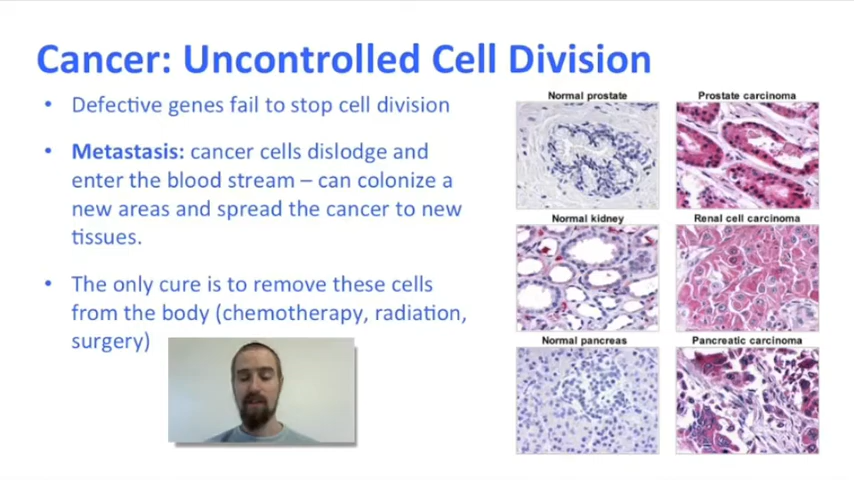 Cancer: Uncontrolled Cell Division
• Defective genes fail to stop cell division
• Metastasis: cancer cells dislodge and
enter the blood stream – can colonize a
new areas and spread the cancer to new
tissues.
• The only cure is to remove these cells
from the body (chemotherapy, radiation,
surgery)
Normal prostate
Prostate carcinoma
Normal kidney
Renal cell carcinoma
Normal pancreas
Pancreatic carcinoma